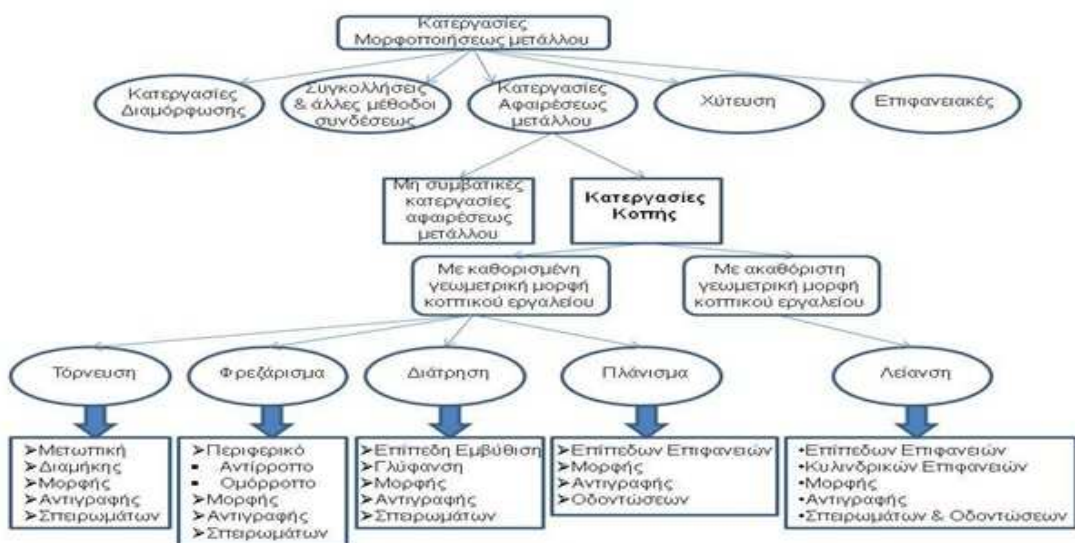 Κατεργασίες
Μορφοποιήσεως μετάλλου
Κατεργασίες
Διαμόρφωσης
Συγκολλήσεις
& άλλες μέθοδοι
συνδέσεως
Κατεργασίες
Αφαιρέσεως
μετάλλου
Χύτευση
Επιφανειακές
Μη συμβατικές
κατεργασίες
αφαιρέσεως
μετάλλου
Κατεργασίες
Κοπής
Με καθορισμένη
γεωμετρική μορφή
κοπτικού εργαλείου
Με ακαθόριστη
γεωμετρική μορφή
κοπτικού εργαλείου
Τόρνευση
Φρεζάρισμα
Διάτρηση
Πλάνισμα
Λείανση
➢Μετωπική
➢Διαμήκης
➢Μορφής
➢Αντιγραφής
➢Σπειρωμάτων
➢Περιφερικό
▪ Αντίρροπο
▪ Ομόρροπο
➢Μορφής
➢Αντιγραφής
➢Σπειρωμάτων
➢Επίπεδη Εμβύθιση
➢Γλύφανση
➢Μορφής
➢Αντιγραφής
➢Σπειρωμάτων
➢Επίπεδων Επιφανειών
➢Μορφής
➢Αντιγραφής
➢Οδοντώσεων
•Επίπεδων Επιφανειών
•Κυλινδρικών Επιφανειών
•Μορφής
•Αντιγραφής
•Σπειρωμάτων & Οδοντώσεων